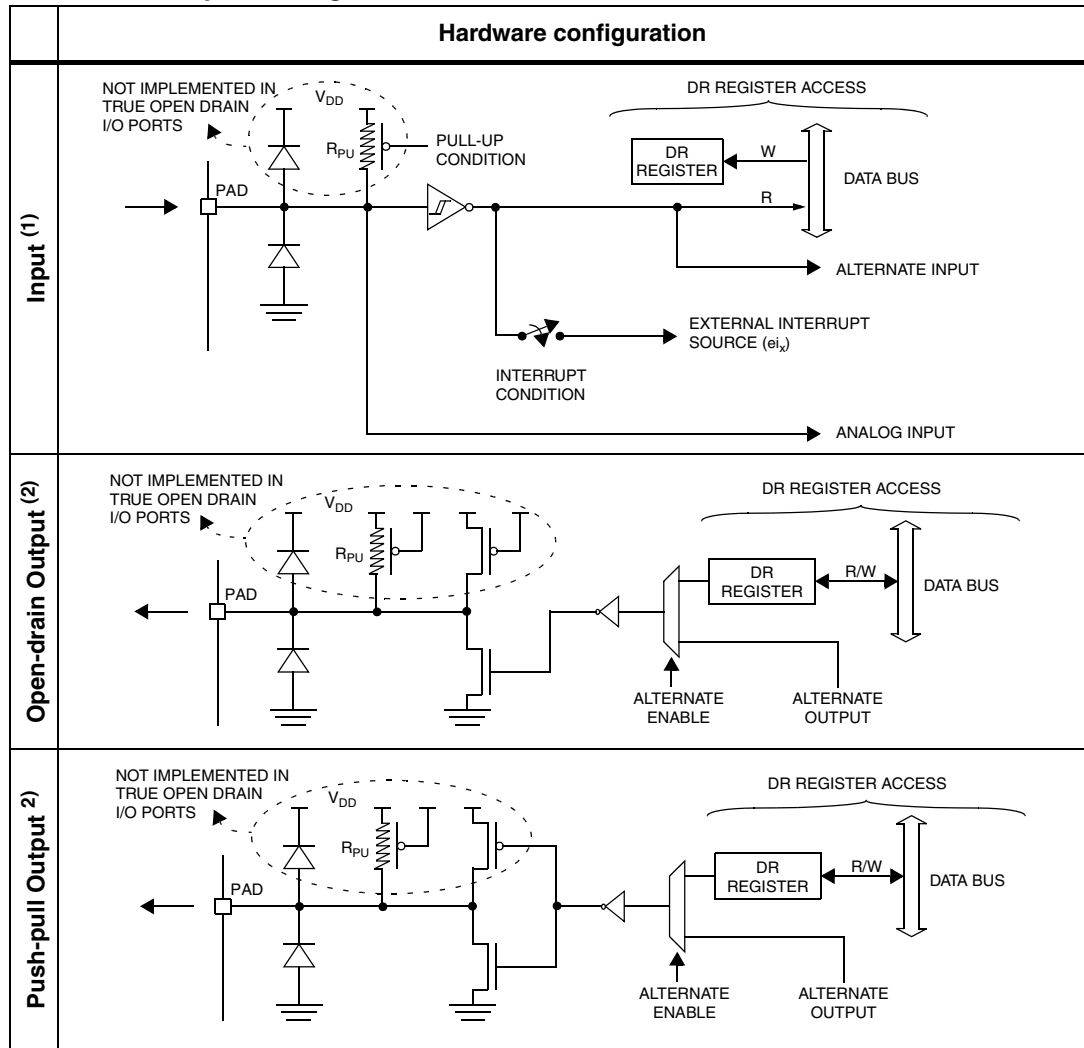 Hardware configuration
Input (1)
NOT IMPLEMENTED IN
TRUE OPEN DRAIN
I/O PORTS
VDD
RPU
PULL-UP
CONDITION
PAD
DR REGISTER ACCESS
DR
REGISTER
W
R
DATA BUS
ALTERNATE INPUT
EXTERNAL INTERRUPT
SOURCE (eix)
INTERRUPT
CONDITION
ANALOG INPUT
Open-drain Output (2)
NOT IMPLEMENTED IN
TRUE OPEN DRAIN
I/O PORTS
VDD
RPU
PAD
DR REGISTER ACCESS
DR
REGISTER
R/W
DATA BUS
ALTERNATE
ENABLE
ALTERNATE
OUTPUT
Push-pull Output 2)
NOT IMPLEMENTED IN
TRUE OPEN DRAIN
I/O PORTS
VDD
RPU
PAD
DR REGISTER ACCESS
DR
REGISTER
R/W
DATA BUS
ALTERNATE
ENABLE
ALTERNATE
OUTPUT